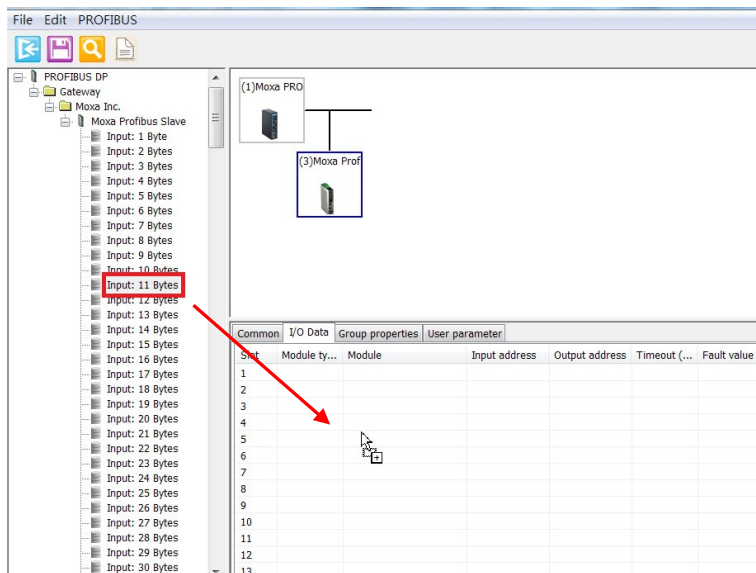 File Edit PROFIBUS
PROFIBUS DP
Gateway
Moxa Inc.
Moxa Profibus Slave
Input: 1 Byte
Input: 2 Bytes
Input: 3 Bytes
Input: 4 Bytes
Input: 5 Bytes
Input: 6 Bytes
Input: 7 Bytes
Input: 8 Bytes
Input: 9 Bytes
Input: 10 Bytes
Input: 11 Bytes
Input: 12 Bytes
Input: 13 Bytes
Input: 14 Bytes
Input: 15 Bytes
Input: 16 Bytes
Input: 17 Bytes
Input: 18 Bytes
Input: 19 Bytes
Input: 20 Bytes
Input: 21 Bytes
Input: 22 Bytes
Input: 23 Bytes
Input: 24 Bytes
Input: 25 Bytes
Input: 26 Bytes
Input: 27 Bytes
Input: 28 Bytes
Input: 29 Bytes
Input: 30 Bytes
(1)Moxa PRO
(3)Moxa Prof
Common I/O Data Group properties User parameter
Slot Module ty... Module Input address Output address Timeout (... Fault value
1
2
3
4
5
6
7
8
9
10
11
12
13